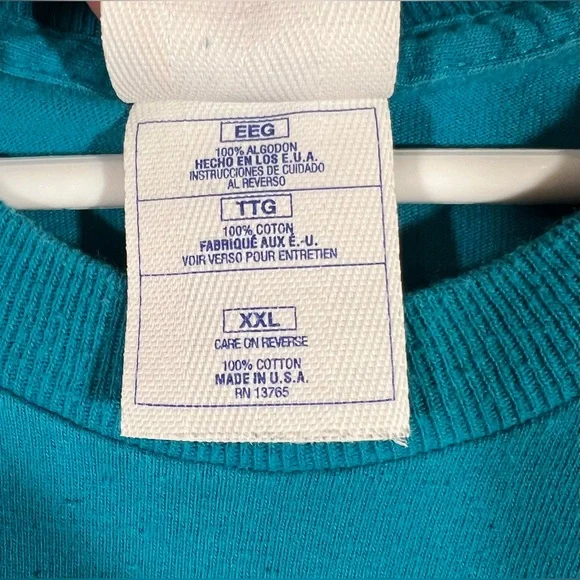 EEG
100% ALGODON
HECHO EN LOS E.U.A.
INSTRUCCIONES DE CUIDADO
AL REVERSO
TTG
100% COTON
FABRIQUÉ AUX É.-U.
VOIR VERSO POUR ENTRETIEN
XXL
CARE ON REVERSE
100% COTTON
MADE IN U.S.A.
RN 13765